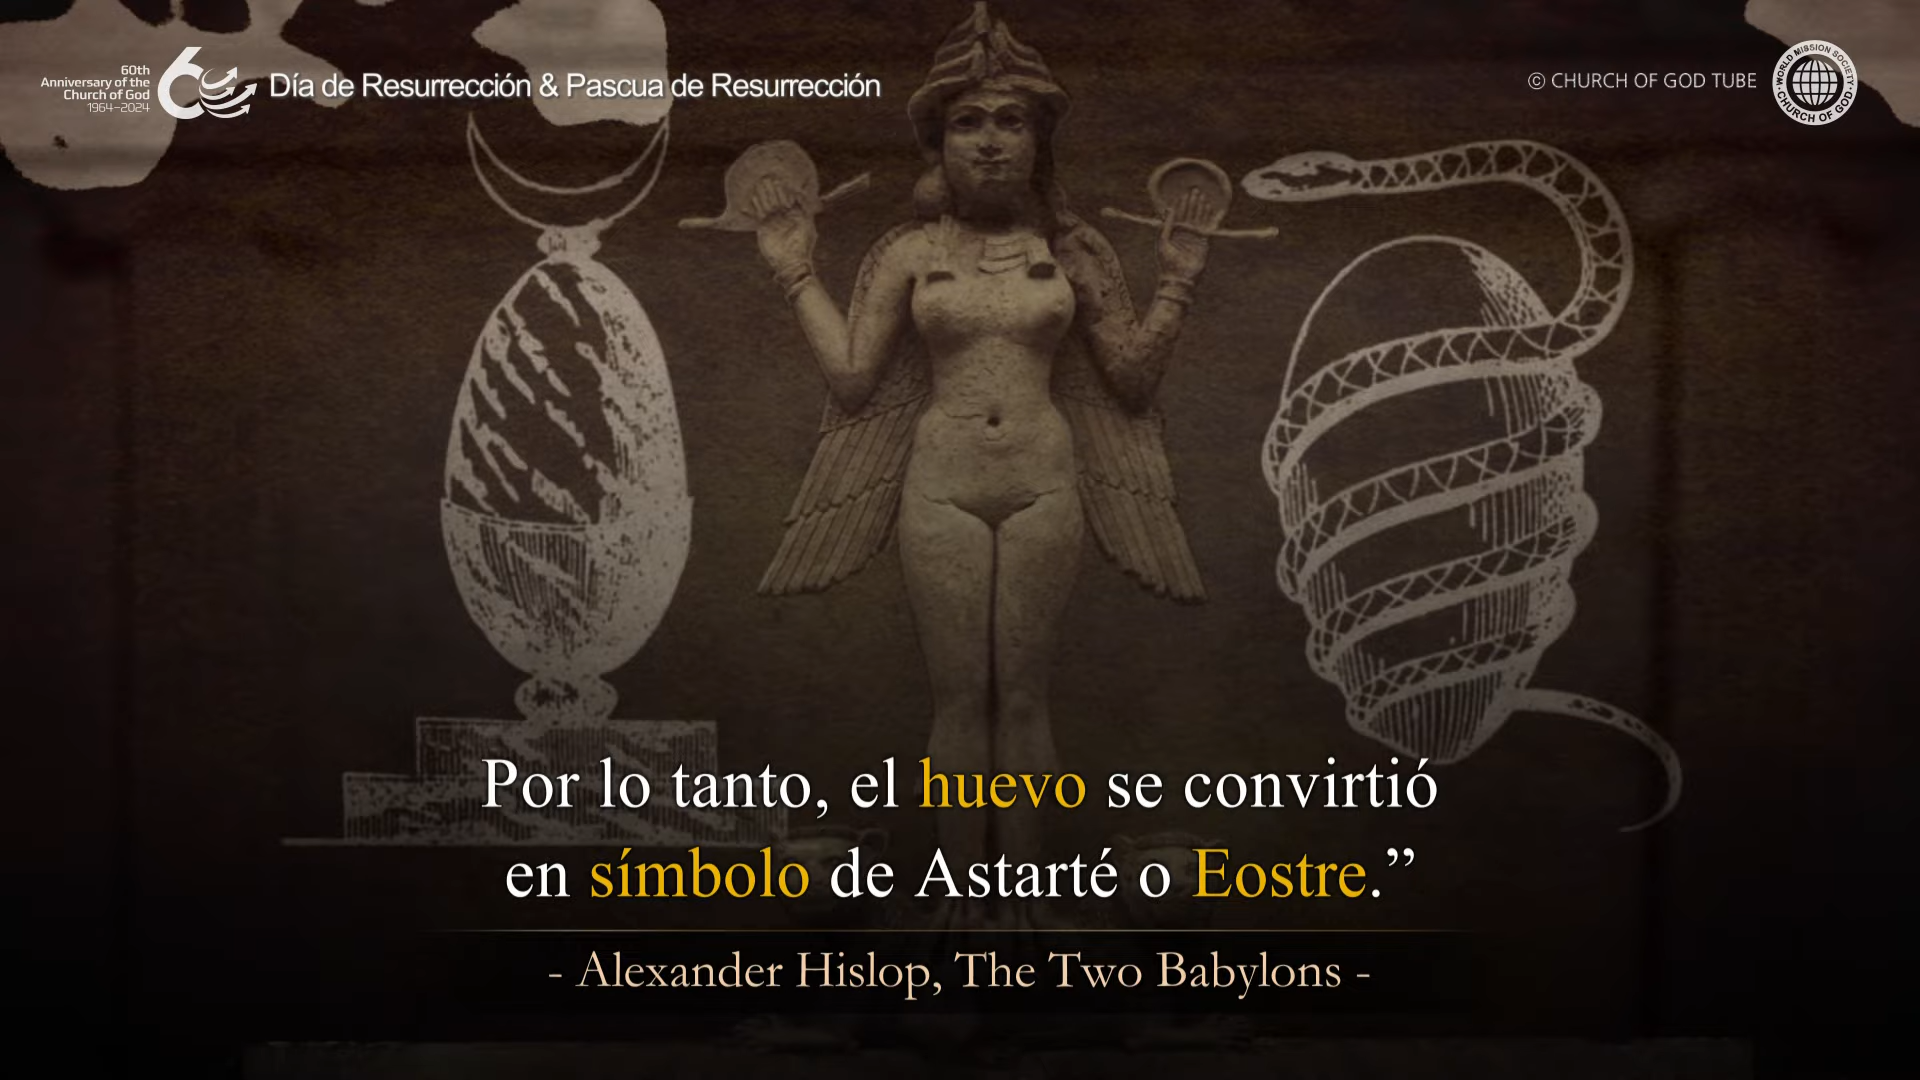 60th
Anniversary of the
Church of God
1964–2024
Día de Resurrección & Pascua de Resurrección
© CHURCH OF GOD TUBE
WORLD MISSION SOCIETY
CHURCH OF GOD
Por lo tanto, el huevo se convirtió
en símbolo de Astarté o Eostre.”
- Alexander Hislop, The Two Babylons -